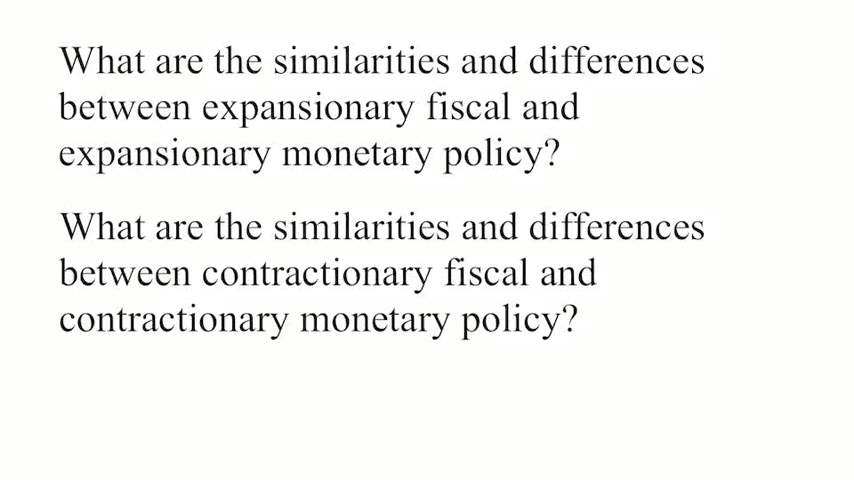 What are the similarities and differences
between expansionary fiscal and
expansionary monetary policy?
What are the similarities and differences
between contractionary fiscal and
contractionary monetary policy?